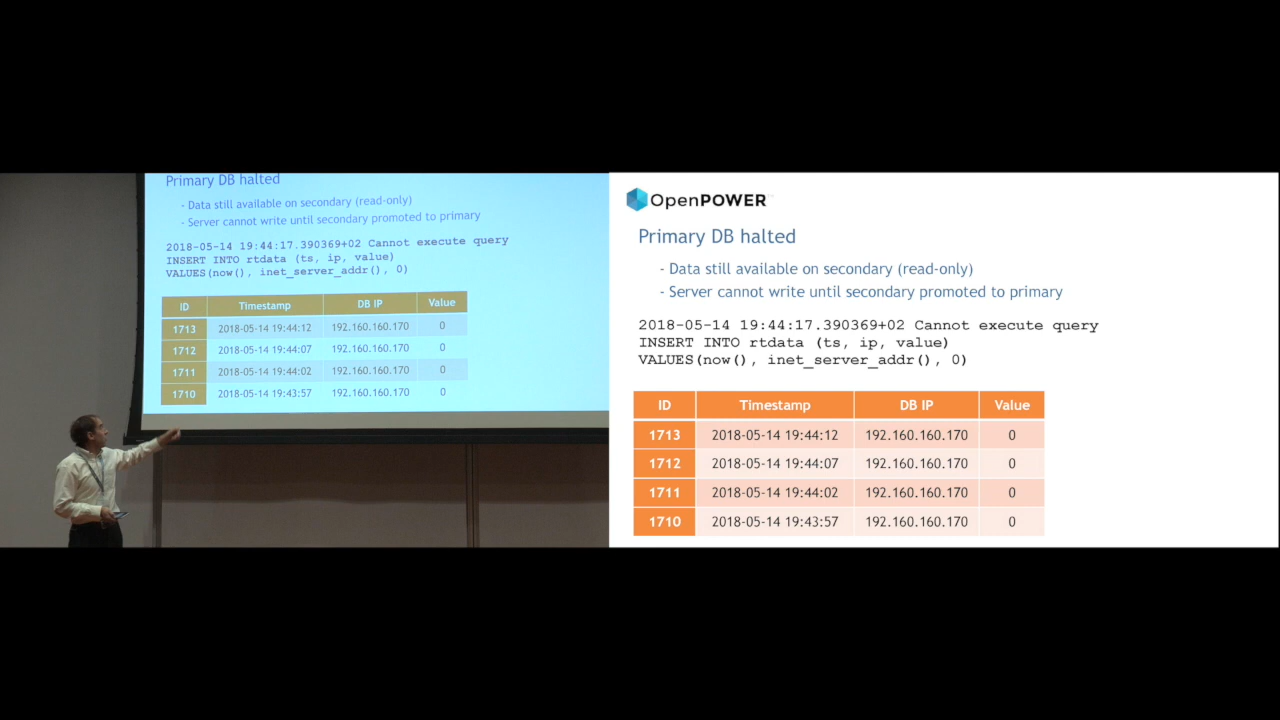 Primary DB halted
- Data still available on secondary (read-only)
- Server cannot write until secondary promoted to primary
2018-05-14 19:44:17.390369+02 Cannot execute query
INSERT INTO rtdata (ts, ip, value)
VALUES(now(), inet_server_addr(), 0)
ID Timestamp DB IP Value
1713 2018-05-14 19:44:12 192.160.160.170 0
1712 2018-05-14 19:44:07 192.160.160.170 0
1711 2018-05-14 19:44:02 192.160.160.170 0
1710 2018-05-14 19:43:57 192.160.160.170 0
OpenPOWER™
Primary DB halted
- Data still available on secondary (read-only)
- Server cannot write until secondary promoted to primary
2018-05-14 19:44:17.390369+02 Cannot execute query
INSERT INTO rtdata (ts, ip, value)
VALUES(now(), inet_server_addr(), 0)
ID Timestamp DB IP Value
1713 2018-05-14 19:44:12 192.160.160.170 0
1712 2018-05-14 19:44:07 192.160.160.170 0
1711 2018-05-14 19:44:02 192.160.160.170 0
1710 2018-05-14 19:43:57 192.160.160.170 0